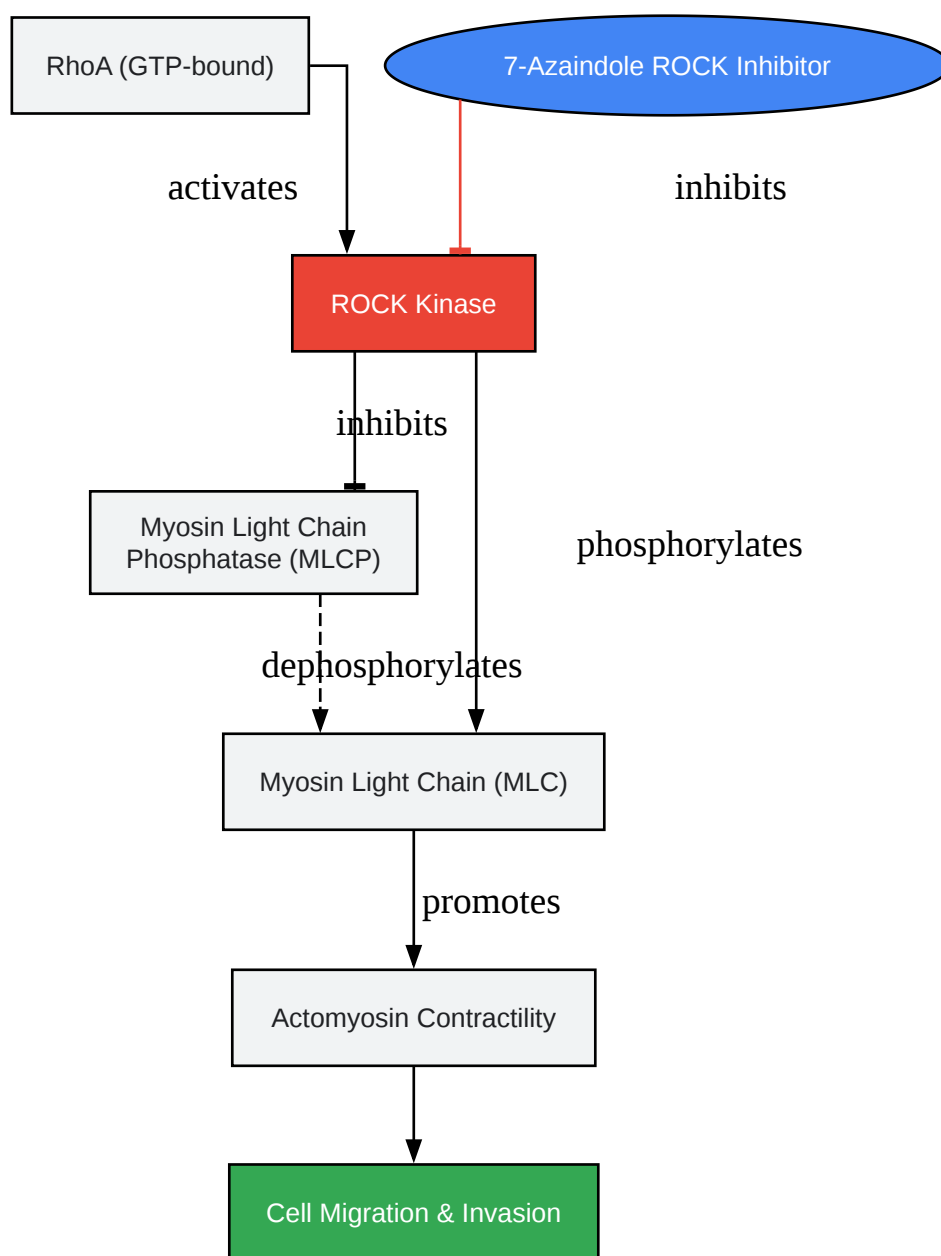 RhoA (GTP-bound)
7-Azaindole ROCK Inhibitor
activates
inhibits
ROCK Kinase
inhibits
Myosin Light Chain
Phosphatase (MLCP)
phosphorylates
dephosphorylates
Myosin Light Chain (MLC)
promotes
Actomyosin Contractility
Cell Migration & Invasion